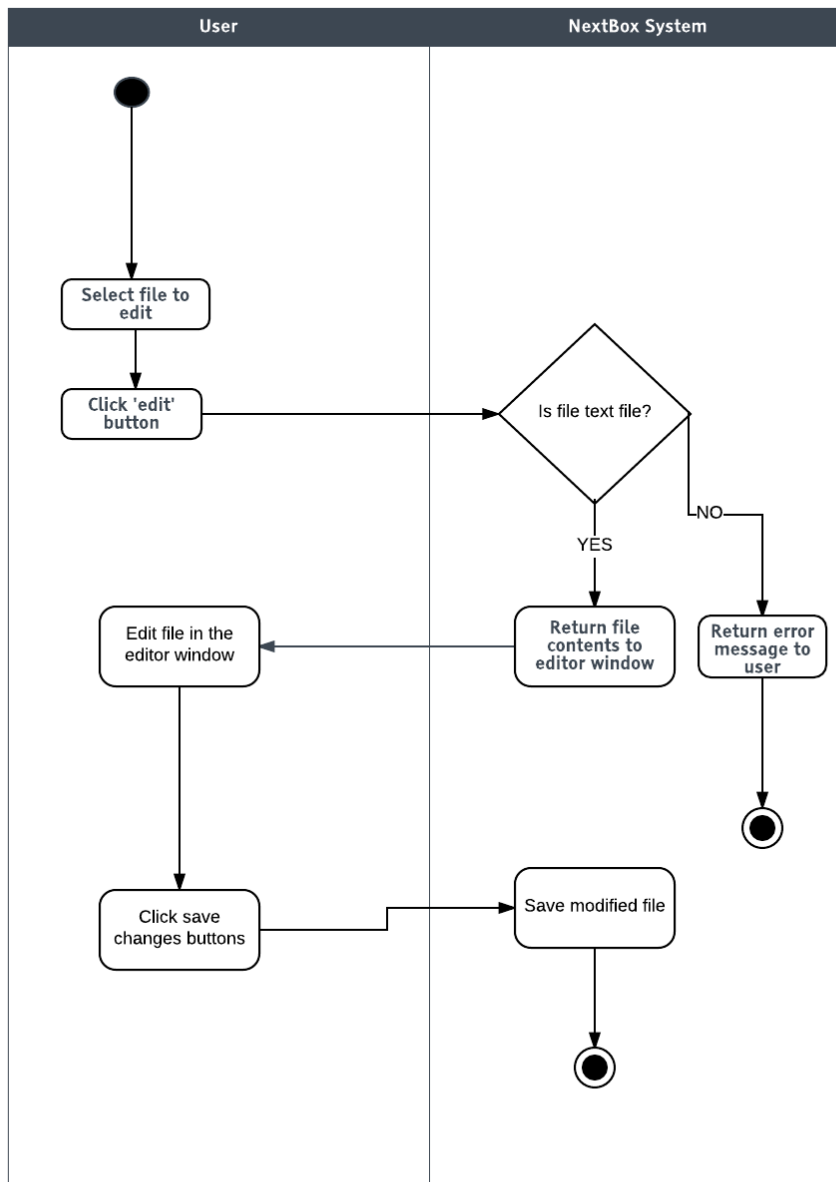 User
NextBox System
Select file to
edit
Click 'edit'
button
Is file text file?
NO
YES
Edit file in the
editor window
Return file
contents to
editor window
Return error
message to
user
Click save
changes buttons
Save modified file